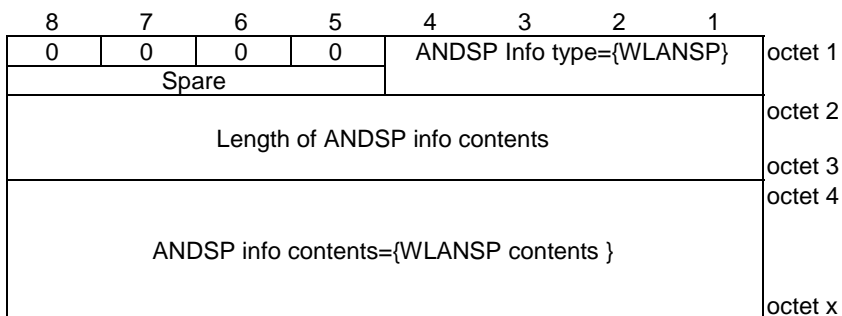 8 7 6 5 4 3 2 1
0 0 0 0 ANDSP Info type={WLANSP} octet 1
Spare
octet 2
Length of ANDSP info contents
octet 3
octet 4
ANDSP info contents={WLANSP contents }
octet x